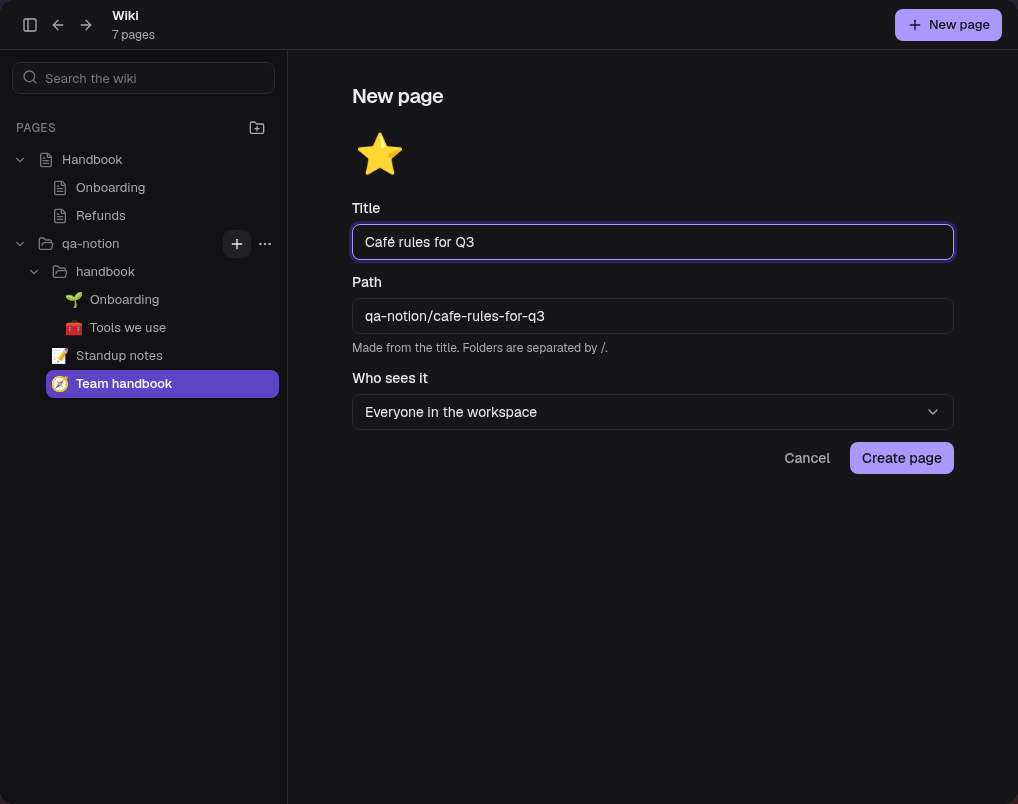 Wiki
7 pages
New page
Search the wiki
PAGES
Handbook
Onboarding
Refunds
qa-notion
handbook
Onboarding
Tools we use
Standup notes
Team handbook
New page
Title
Café rules for Q3
Path
qa-notion/cafe-rules-for-q3
Made from the title. Folders are separated by /.
Who sees it
Everyone in the workspace
Cancel
Create page